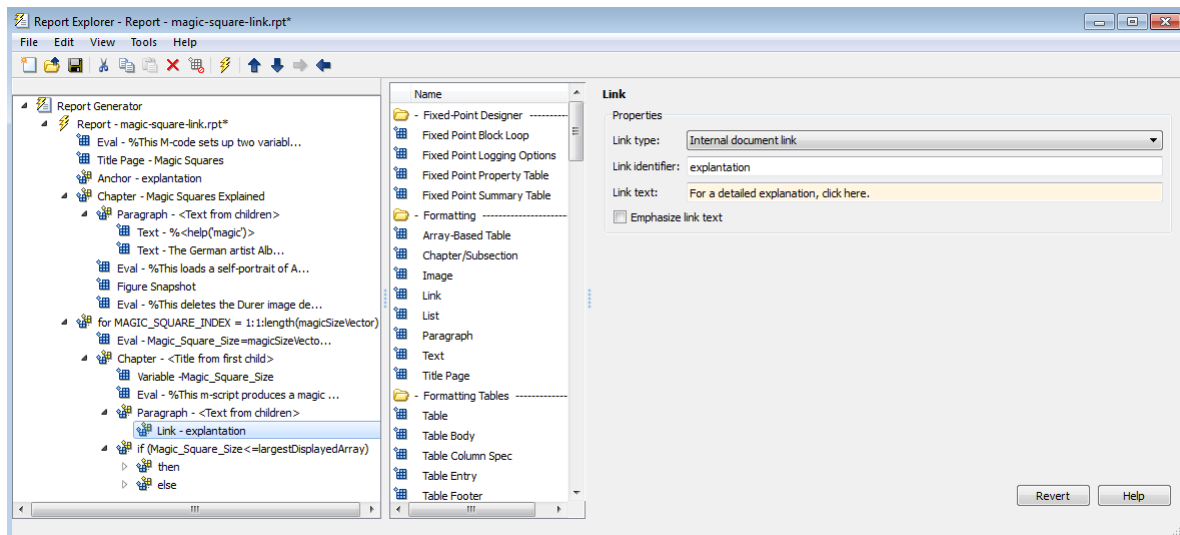 Report Explorer - Report - magic-square-link.rpt*
File Edit View Tools Help
Report Generator
Report - magic-square-link.rpt*
Eval - %This M-code sets up two variabl...
Title Page - Magic Squares
Anchor - explantation
Chapter - Magic Squares Explained
Paragraph - <Text from children>
Text - %<help('magic')>
Text - The German artist Alb...
Eval - %This loads a self-portrait of A...
Figure Snapshot
Eval - %This deletes the Durer image de...
for MAGIC_SQUARE_INDEX = 1:1:length(magicSizeVector)
Eval - Magic_Square_Size=magicSizeVecto...
Chapter - <Title from first child>
Variable -Magic_Square_Size
Eval - %This m-script produces a magic ...
Paragraph - <Text from children>
Link - explantation
if (Magic_Square_Size<=largestDisplayedArray)
then
else
Name
- Fixed-Point Designer ----------
Fixed Point Block Loop
Fixed Point Logging Options
Fixed Point Property Table
Fixed Point Summary Table
- Formatting ----------------------
Array-Based Table
Chapter/Subsection
Image
Link
List
Paragraph
Text
Title Page
- Formatting Tables -------------
Table
Table Body
Table Column Spec
Table Entry
Table Footer
Link
Properties
Link type: Internal document link
Link identifier: explantation
Link text: For a detailed explanation, click here.
Emphasize link text
Revert Help